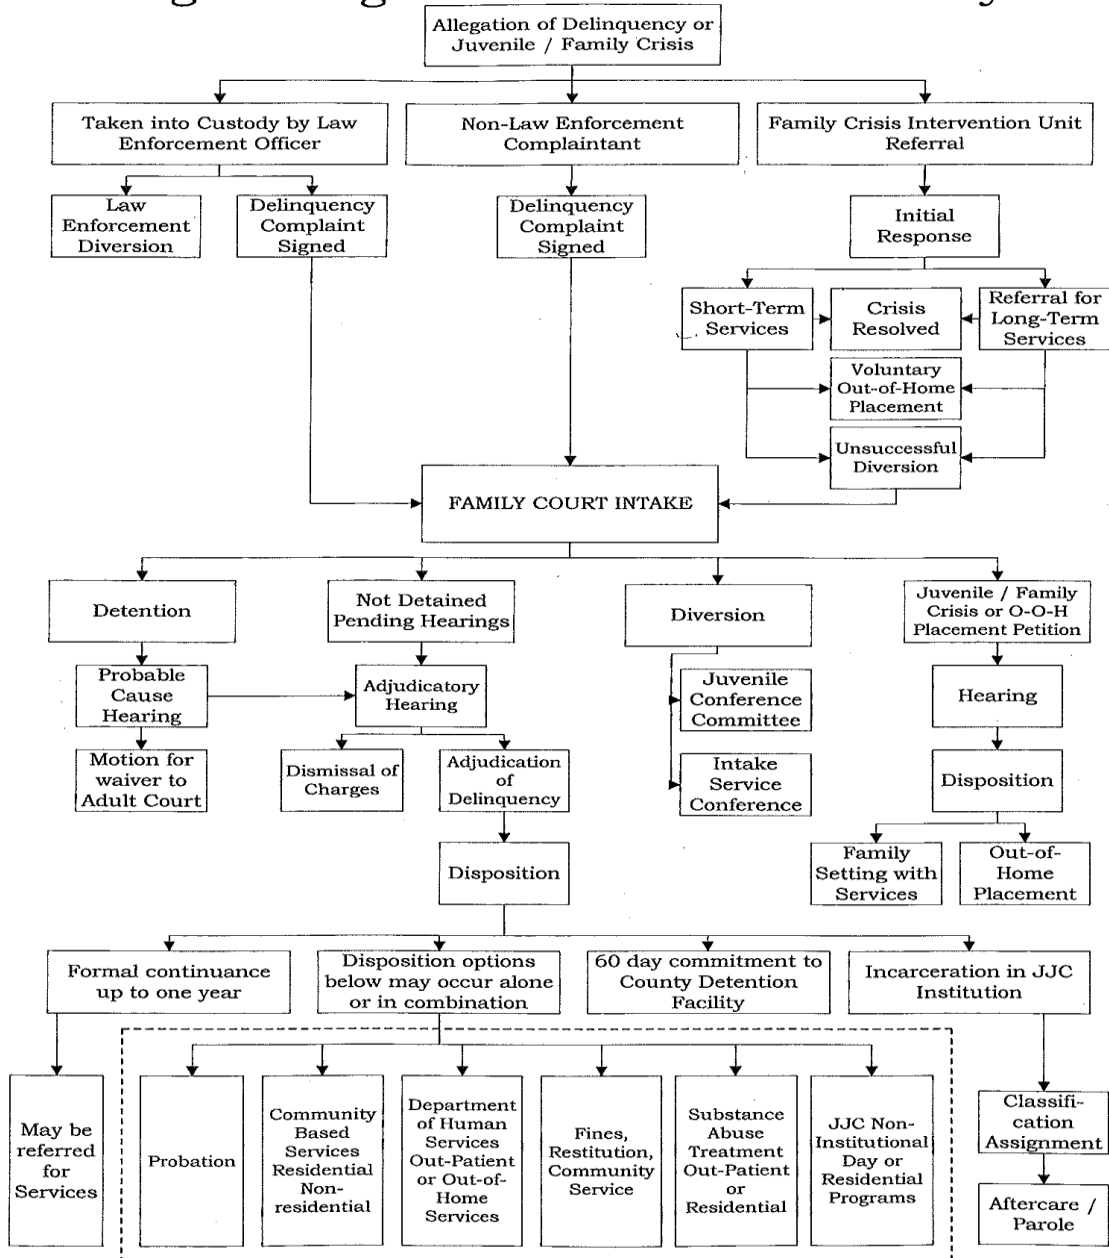 Allegation of Delinquency or
Juvenile / Family Crisis
Taken into Custody by Law
Enforcement Officer
Non-Law Enforcement
Complaintant
Family Crisis Intervention Unit
Referral
Law
Enforcement
Diversion
Delinquency
Complaint
Signed
Delinquency
Complaint
Signed
Initial
Response
Short-Term
Services
Crisis
Resolved
Referral for
Long-Term
Services
Voluntary
Out-of-Home
Placement
Unsuccessful
Diversion
FAMILY COURT INTAKE
Detention
Not Detained
Pending Hearings
Diversion
Juvenile / Family
Crisis or O-O-H
Placement Petition
Probable
Cause
Hearing
Adjudicatory
Hearing
Juvenile
Conference
Committee
Hearing
Motion for
waiver to
Adult Court
Dismissal of
Charges
Adjudication
of
Delinquency
Intake
Service
Conference
Disposition
Disposition
Family
Setting with
Services
Out-of-
Home
Placement
Formal continuance
up to one year
Disposition options
below may occur alone
or in combination
60 day commitment to
County Detention
Facility
Incarceration in JJC
Institution
May be
referred
for
Services
Probation
Community
Based
Services
Residential
Non-
residential
Department
of Human
Services
Out-Patient
or Out-of-
Home
Services
Fines,
Restitution,
Community
Service
Substance
Abuse
Treatment
Out-Patient
or
Residential
JJC Non-
Institutional
Day or
Residential
Programs
Classifi-
cation
Assignment
Aftercare /
Parole